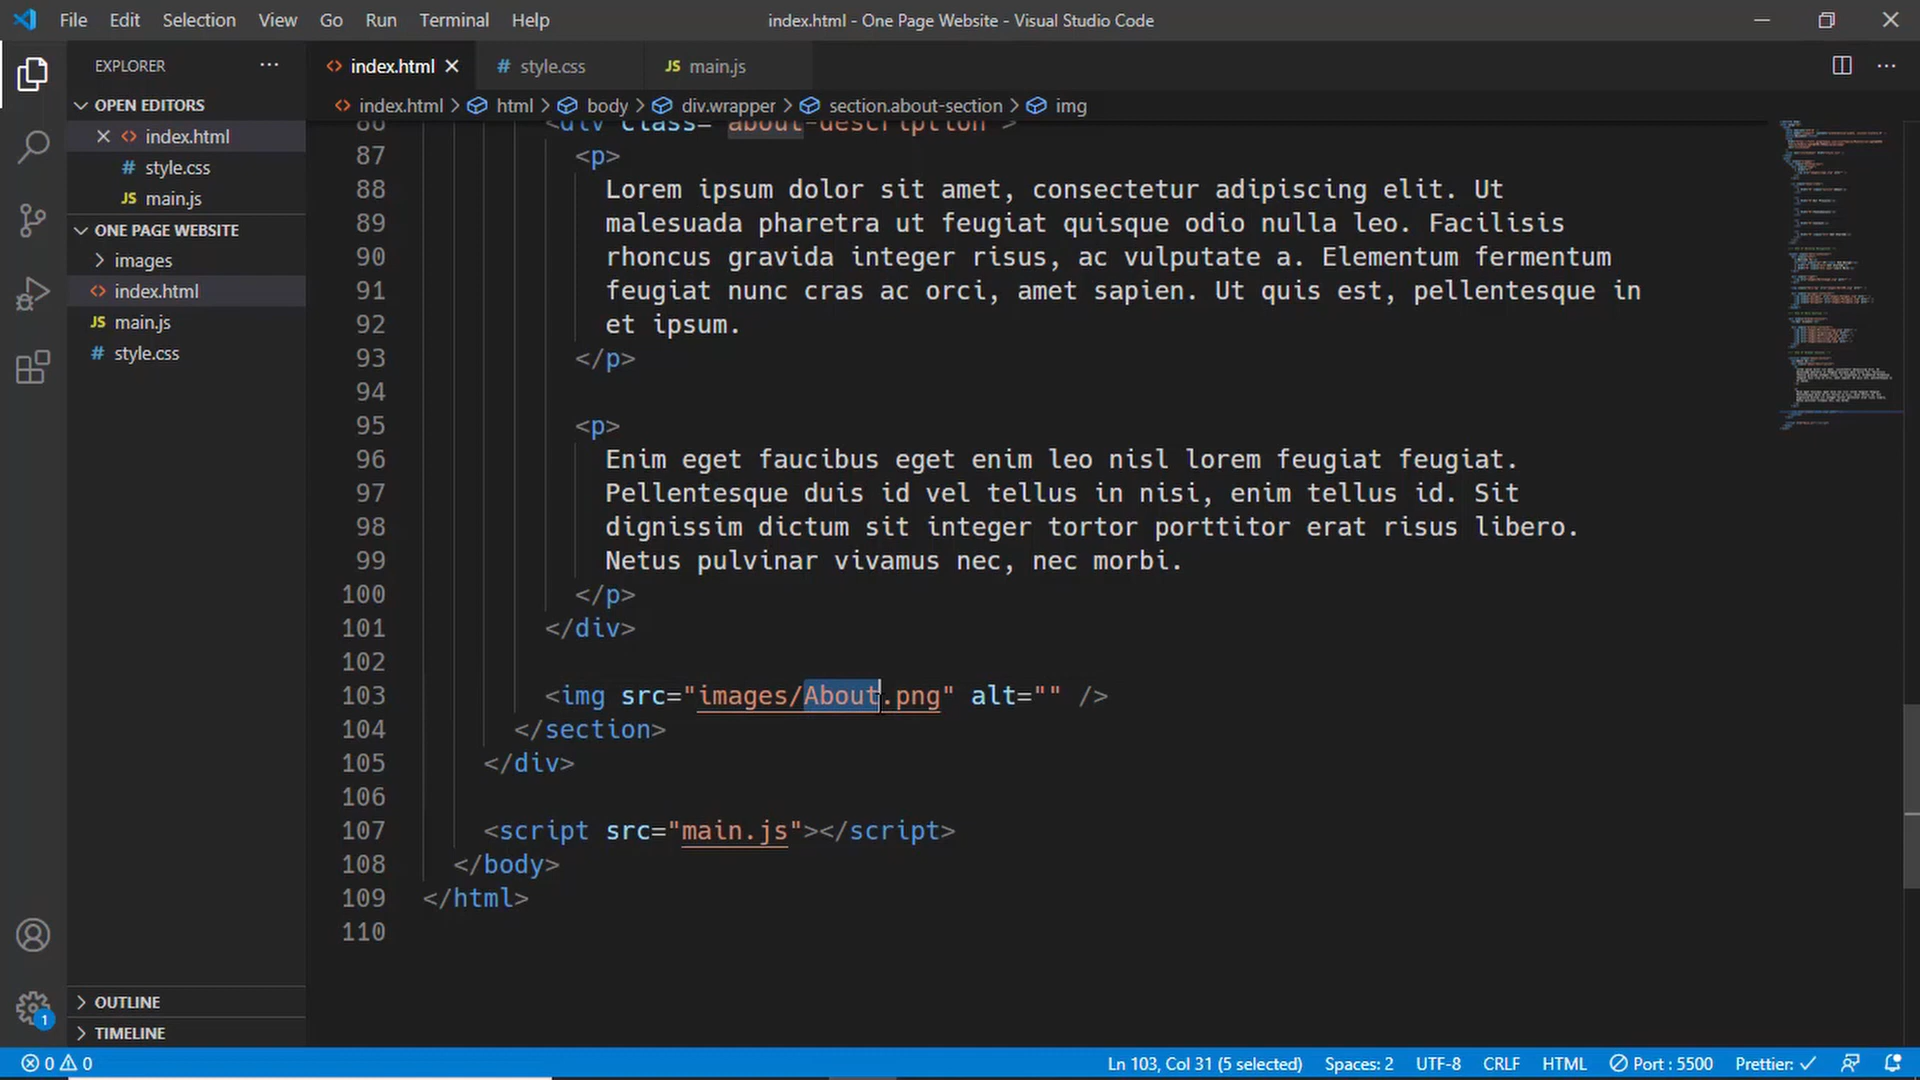 File Edit Selection View Go Run Terminal Help
index.html - One Page Website - Visual Studio Code
EXPLORER
OPEN EDITORS
index.html
style.css
main.js
ONE PAGE WEBSITE
images
index.html
main.js
style.css
OUTLINE
TIMELINE
index.html style.css JS main.js
index.html > html > body > div.wrapper > section.about-section > img
86 <div class="about-description">
87 <p>
88 Lorem ipsum dolor sit amet, consectetur adipiscing elit. Ut
89 malesuada pharetra ut feugiat quisque odio nulla leo. Facilisis
90 rhoncus gravida integer risus, ac vulputate a. Elementum fermentum
91 feugiat nunc cras ac orci, amet sapien. Ut quis est, pellentesque in
92 et ipsum.
93 </p>
94
95 <p>
96 Enim eget faucibus eget enim leo nisl lorem feugiat feugiat.
97 Pellentesque duis id vel tellus in nisi, enim tellus id. Sit
98 dignissim dictum sit integer tortor porttitor erat risus libero.
99 Netus pulvinar vivamus nec, nec morbi.
100 </p>
101 </div>
102
103 <img src="images/About.png" alt="" />
104 </section>
105 </div>
106
107 <script src="main.js"></script>
108 </body>
109 </html>
110
1
0 0 Ln 103, Col 31 (5 selected) Spaces: 2 UTF-8 CRLF HTML Port : 5500 Prettier: ✓